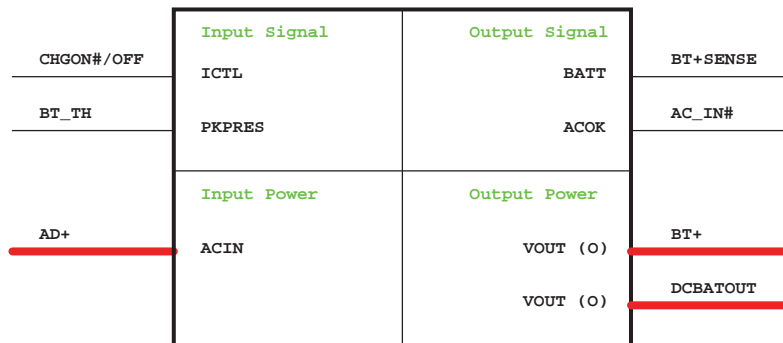 Input Signal Output Signal
CHGON#/OFF ICTL BATT BT+SENSE
BT_TH PKPRES ACOK AC_IN#
Input Power Output Power
AD+ ACIN VOUT (O) BT+
VOUT (O) DCBATOUT